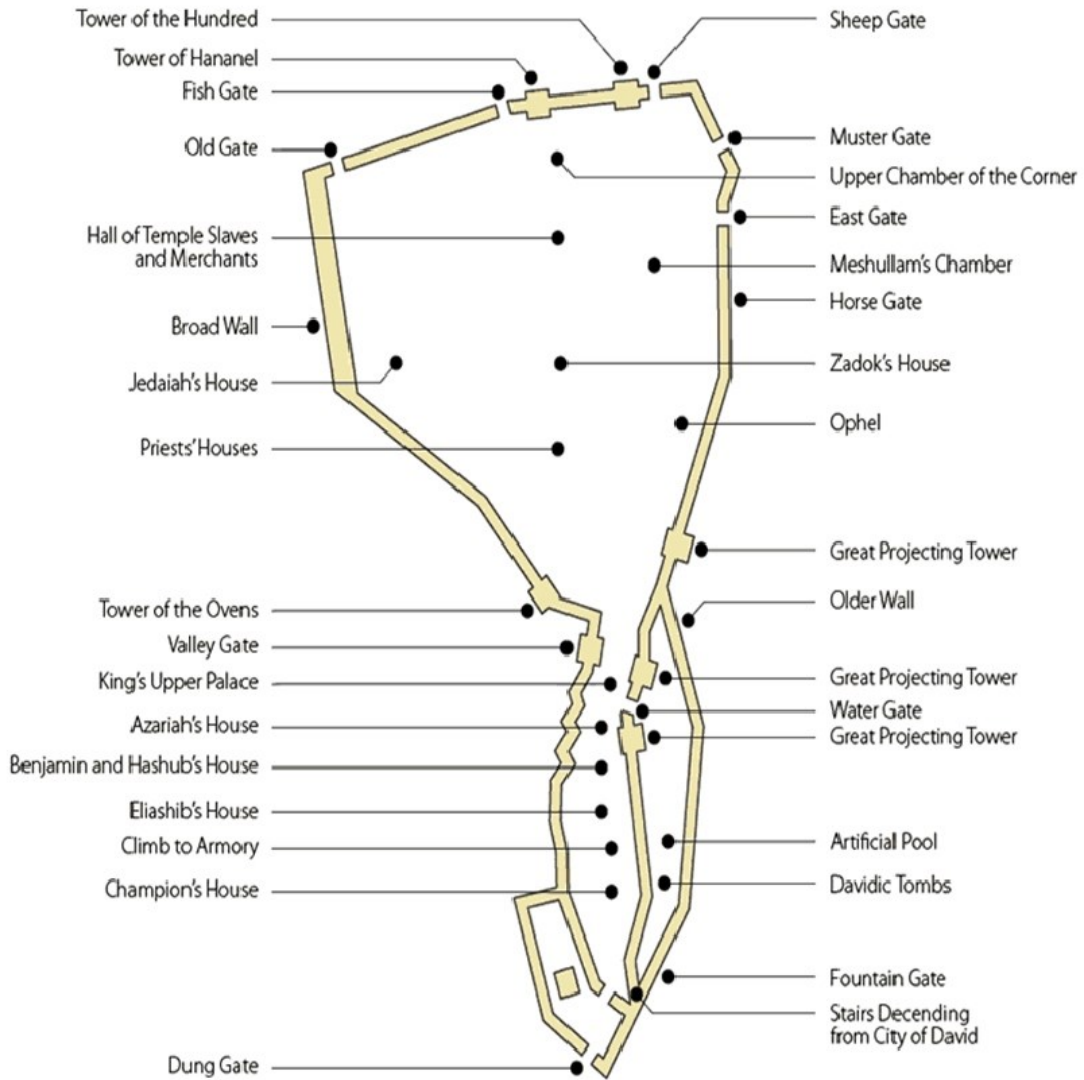 Tower of the Hundred
Tower of Hananel
Fish Gate
Old Gate
Hall of Temple Slaves
and Merchants
Broad Wall
Jedaiah's House
Priests' Houses
Tower of the Ovens
Valley Gate
King's Upper Palace
Azariah's House
Benjamin and Hashub's House
Eliashib's House
Climb to Armory
Champion's House
Dung Gate
Sheep Gate
Muster Gate
Upper Chamber of the Corner
East Gate
Meshullam's Chamber
Horse Gate
Zadok's House
Ophel
Great Projecting Tower
Older Wall
Great Projecting Tower
Water Gate
Great Projecting Tower
Artificial Pool
Davidic Tombs
Fountain Gate
Stairs Decending
from City of David